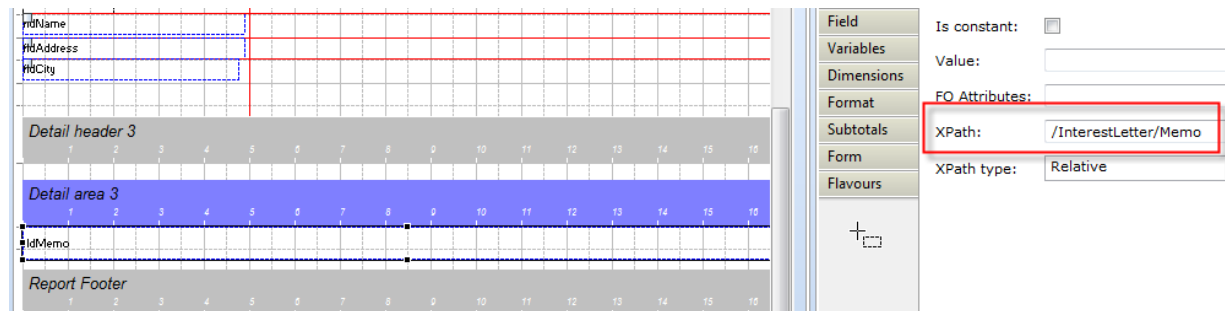 fldName
fldAddress
fldCity
Detail header 3
1 2 3 4 5 6 7 8 9 10 11 12 13 14 15 16
Detail area 3
1 2 3 4 5 6 7 8 9 10 11 12 13 14 15 16
ldMemo
Report Footer
1 2 3 4 5 6 7 8 9 10 11 12 13 14 15 16
Field
Variables
Dimensions
Format
Subtotals
Form
Flavours
Is constant:
Value:
FO Attributes:
XPath: /InterestLetter/Memo
XPath type: Relative